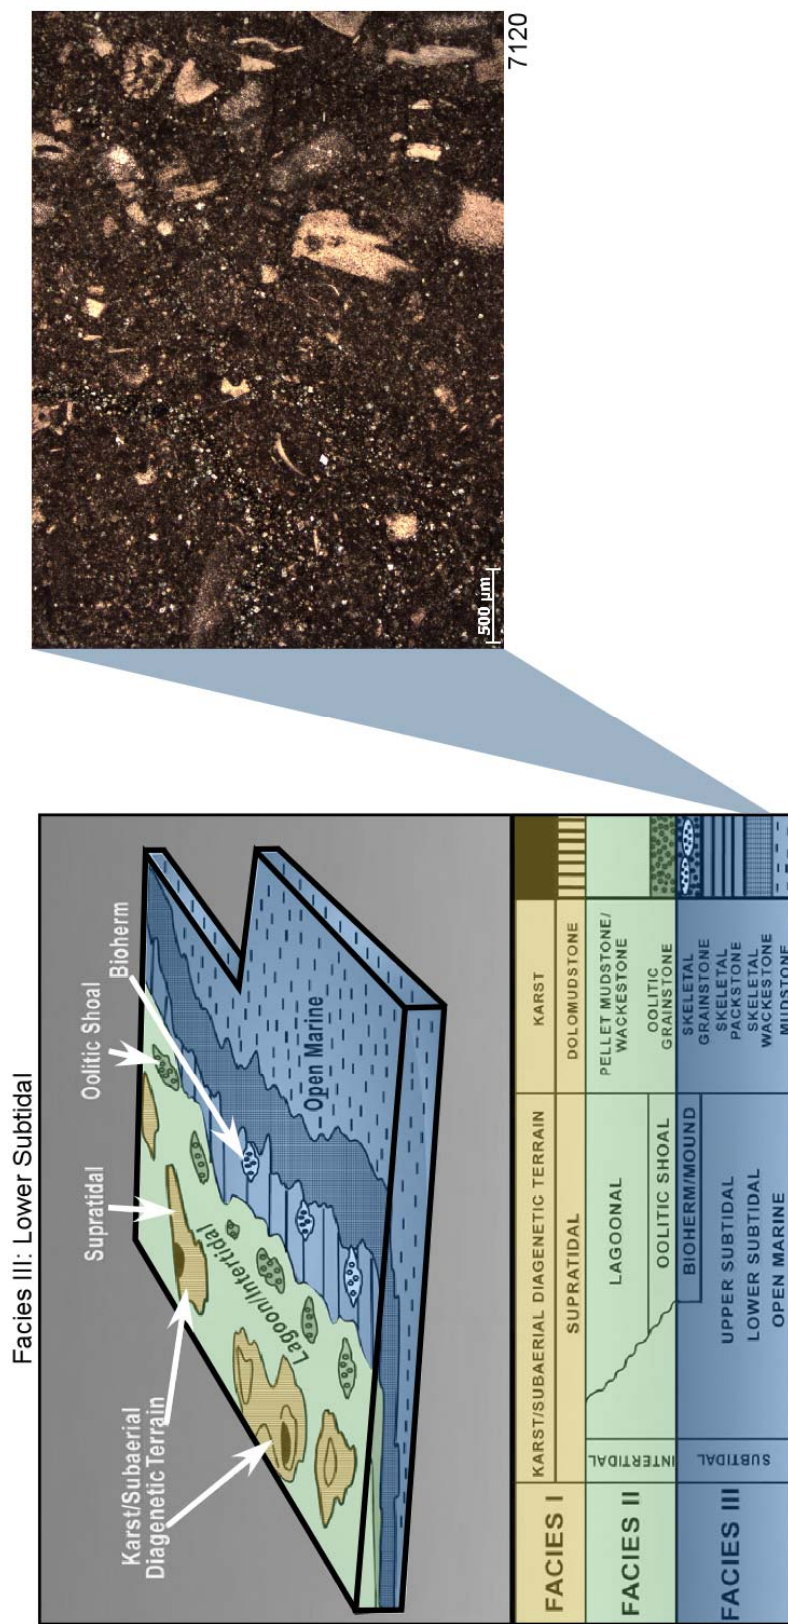 Facies III: Lower Subtidal
Karst/Subaerial
Diagenetic Terrain
Supratidal
Oolitic Shoal
Bioherm
Lagoon/Intertidal
Open Marine
FACIES I
KARST/SUBAERIAL DIAGENETIC TERRAIN
KARST
SUPRATIDAL
DOLOMUDSTONE
FACIES II
INTERTIDAL
LAGOONAL
PELLET MUDSTONE/
WACKESTONE
OOLITIC SHOAL
OOLITIC
GRAINSTONE
FACIES III
SUBTIDAL
BIOHERM/MOUND
SKELETAL
GRAINSTONE
UPPER SUBTIDAL
SKELETAL
PACKSTONE
LOWER SUBTIDAL
SKELETAL
WACKESTONE
OPEN MARINE
MUDSTONE
500 µm
7120